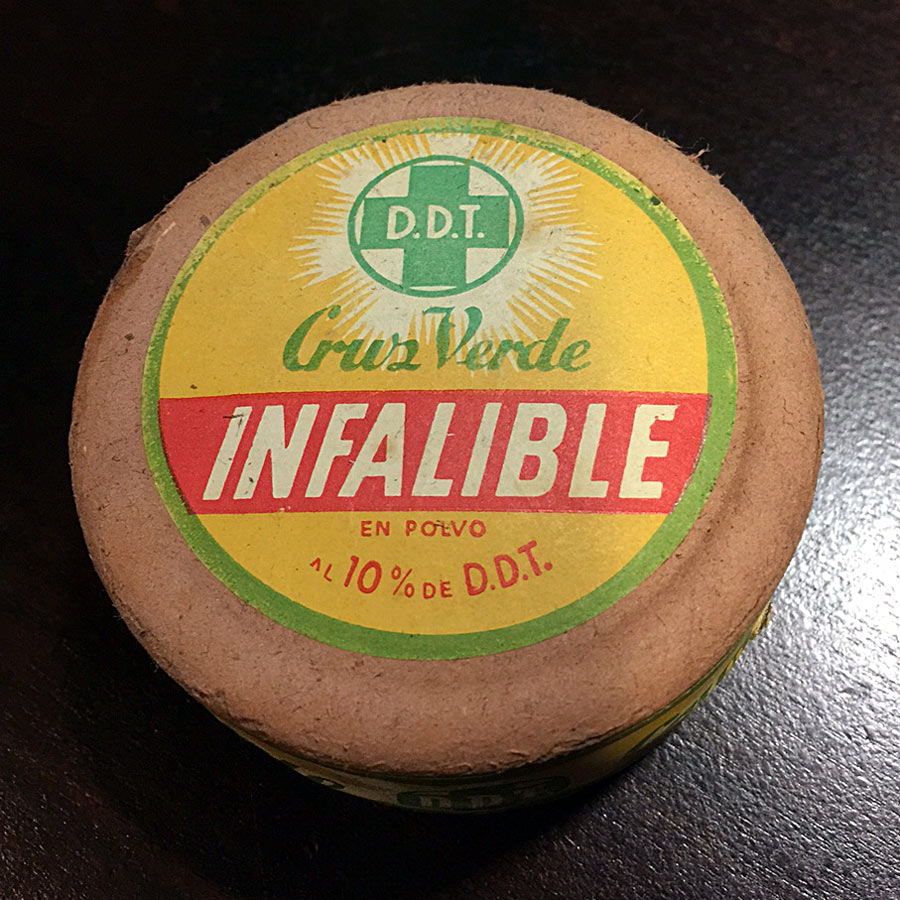 D.D.T.
Cruz Verde
INFALIBLE
EN POLVO
AL 10% DE D.D.T.
D.D.T.